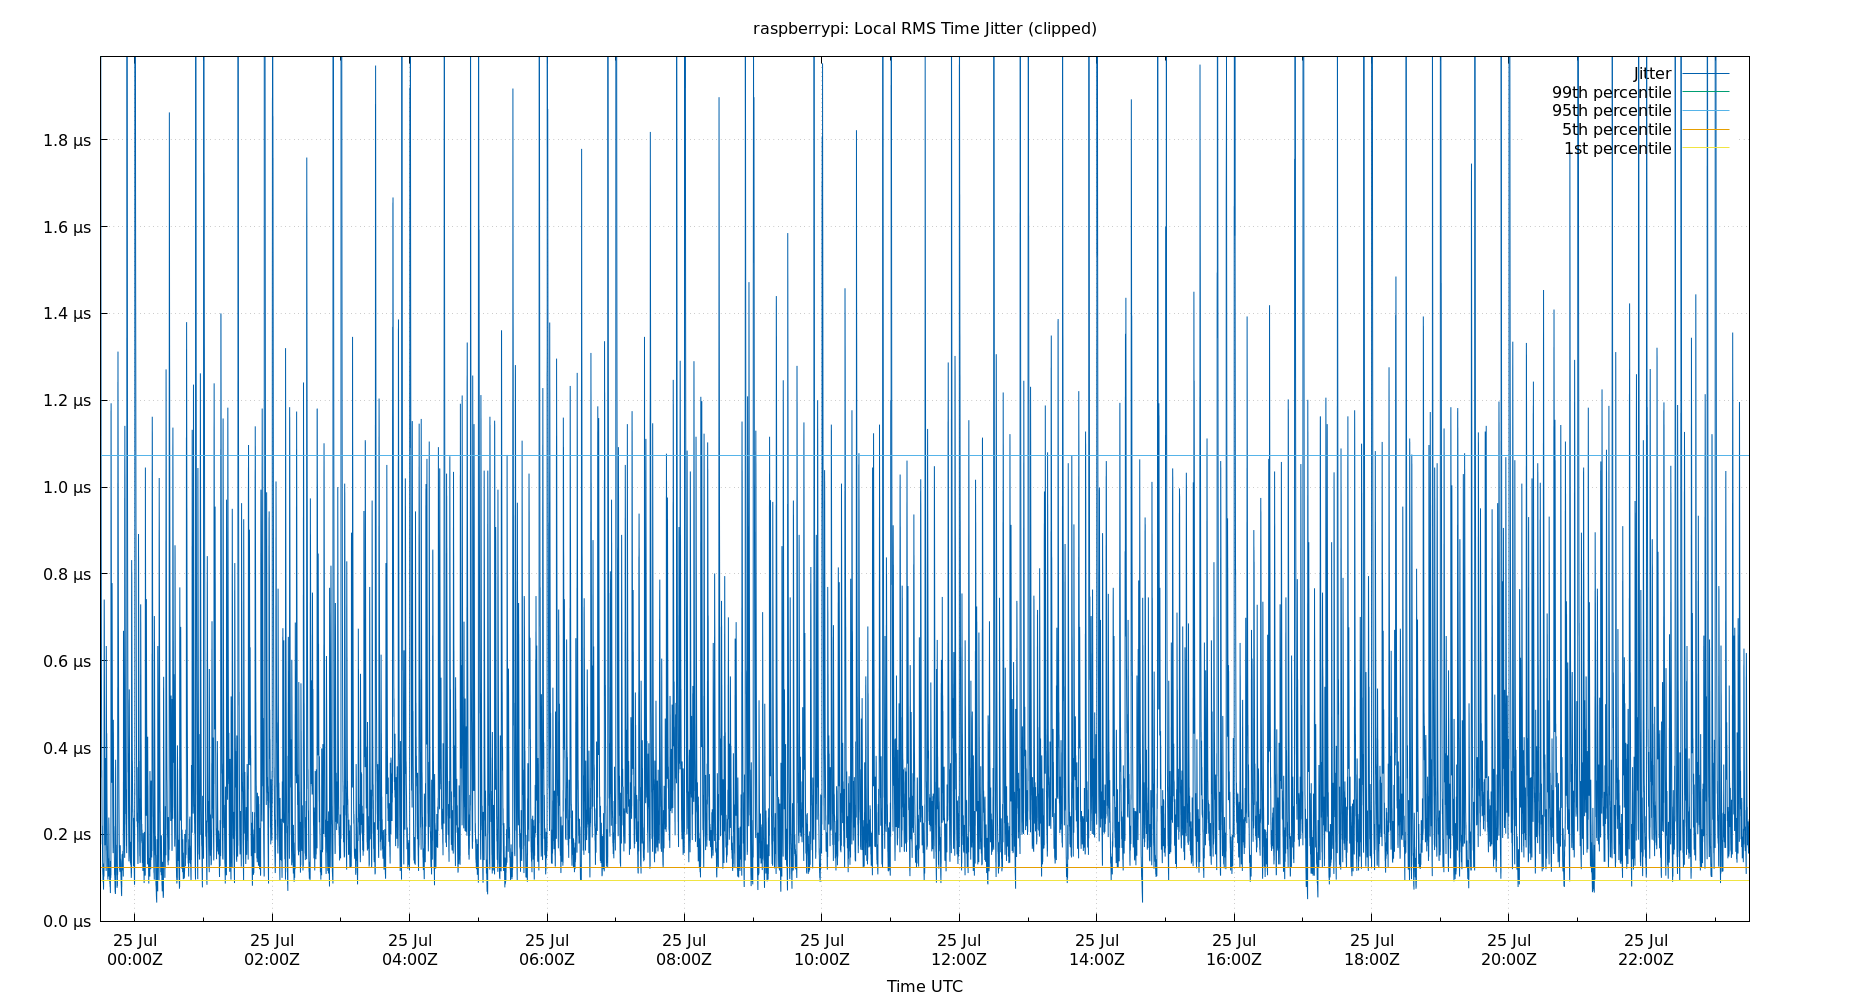 raspberrypi: Local RMS Time Jitter (clipped)
Jitter
99th percentile
95th percentile
5th percentile
1st percentile
1.8 µs
1.6 µs
1.4 µs
1.2 µs
1.0 µs
0.8 µs
0.6 µs
0.4 µs
0.2 µs
0.0 µs
25 Jul 25 Jul 25 Jul 25 Jul 25 Jul 25 Jul 25 Jul 25 Jul 25 Jul 25 Jul 25 Jul 25 Jul
00:00Z 02:00Z 04:00Z 06:00Z 08:00Z 10:00Z 12:00Z 14:00Z 16:00Z 18:00Z 20:00Z 22:00Z
Time UTC